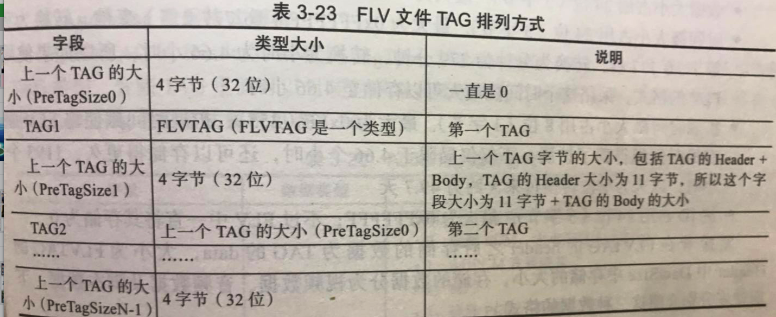 表 3-23 FLV 文件 TAG 排列方式
字段 类型大小 说明
上一个 TAG 的大
小（PreTagSize0） 4 字节（32 位） 一直是 0
TAG1 FLVTAG（FLVTAG 是一个类型） 第一个 TAG
上一个 TAG 的大
小（PreTagSize1） 4 字节（32 位） 上一个 TAG 字节的大小，包括 TAG 的 Header +
Body，TAG 的 Header 大小为 11 字节，所以这个字
段大小为 11 字节 + TAG 的 Body 的大小
TAG2 上一个 TAG 的大小（PreTagSize0） 第二个 TAG
…… …… ……
上一个 TAG 的大
小（PreTagSizeN-1） 4 字节（32 位）